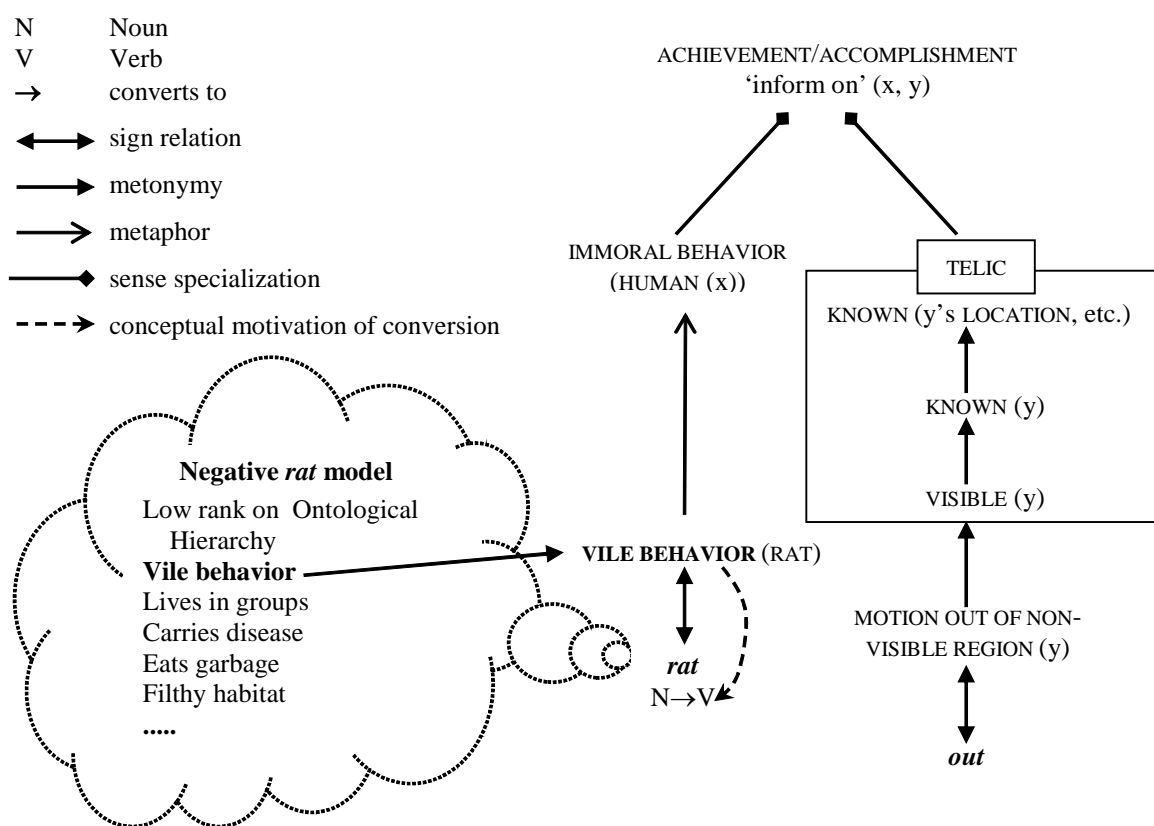 N Noun
V Verb
→ converts to
sign relation
metonymy
metaphor
sense specialization
conceptual motivation of conversion
Negative rat model
Low rank on Ontological
Hierarchy
Vile behavior
Lives in groups
Carries disease
Eats garbage
Filthy habitat
.....
ACHIEVEMENT/ACCOMPLISHMENT
‘inform on’ (x, y)
IMMORAL BEHAVIOR
(HUMAN (x))
VILE BEHAVIOR (RAT)
rat
N→V
TELIC
KNOWN (y’s LOCATION, etc.)
KNOWN (y)
VISIBLE (y)
MOTION OUT OF NON-
VISIBLE REGION (y)
out